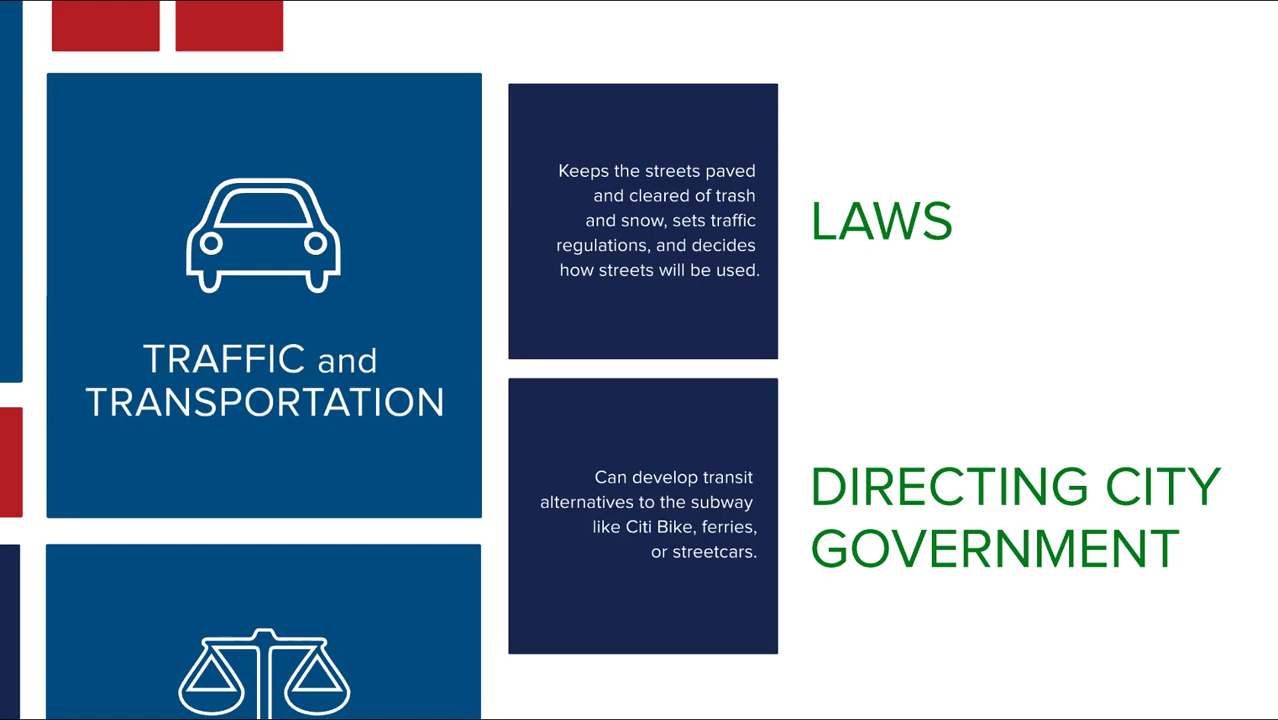 TRAFFIC and
TRANSPORTATION
Keeps the streets paved
and cleared of trash
and snow, sets traffic
regulations, and decides
how streets will be used.
LAWS
Can develop transit
alternatives to the subway
like Citi Bike, ferries,
or streetcars.
DIRECTING CITY
GOVERNMENT